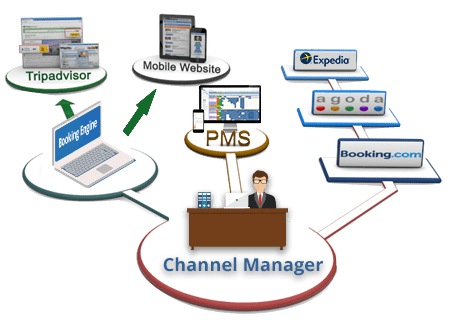 Expedia
Tripadvisor
Mobile Website
agoda
Booking Engine
PMS
Booking.com
Channel Manager